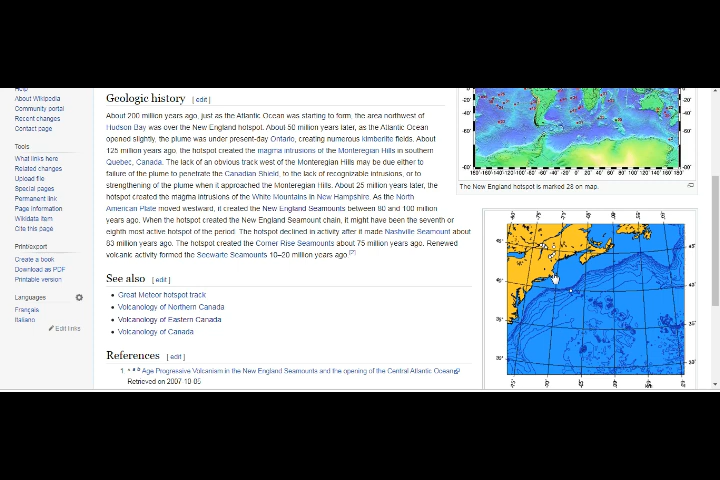 Help
About Wikipedia
Community portal
Recent changes
Contact page
Tools
What links here
Related changes
Upload file
Special pages
Permanent link
Page information
Wikidata item
Cite this page
Print/export
Create a book
Download as PDF
Printable version
Languages
Français
Italiano
Edit links
Geologic history [ edit ]
About 200 million years ago, just as the Atlantic Ocean was starting to form, the area northwest of
Hudson Bay was over the New England hotspot. About 50 million years later, as the Atlantic Ocean
opened slightly, the plume was under present-day Ontario, creating numerous kimberlite fields. About
125 million years ago, the hotspot created the magma intrusions of the Monteregian Hills in southern
Quebec, Canada. The lack of an obvious track west of the Monteregian Hills may be due either to
failure of the plume to penetrate the Canadian Shield, to the lack of recognizable intrusions, or to
strengthening of the plume when it approached the Monteregian Hills. About 25 million years later, the
hotspot created the magma intrusions of the White Mountains in New Hampshire. As the North
American Plate moved westward, it created the New England Seamounts between 80 and 100 million
years ago. When the hotspot created the New England Seamount chain, it might have been the seventh or
eighth most active hotspot of the period. The hotspot declined in activity after it made Nashville Seamount about
83 million years ago. The hotspot created the Corner Rise Seamounts about 75 million years ago. Renewed
volcanic activity formed the Seewarte Seamounts 10–20 million years ago.[2]
See also [ edit ]
• Great Meteor hotspot track
• Volcanology of Northern Canada
• Volcanology of Eastern Canada
• Volcanology of Canada
References [ edit ]
1. ^ a b Age Progressive Volcanism in the New England Seamounts and the opening of the Central Atlantic Ocean
Retrieved on 2007-10-05
The New England hotspot is marked 28 on map.